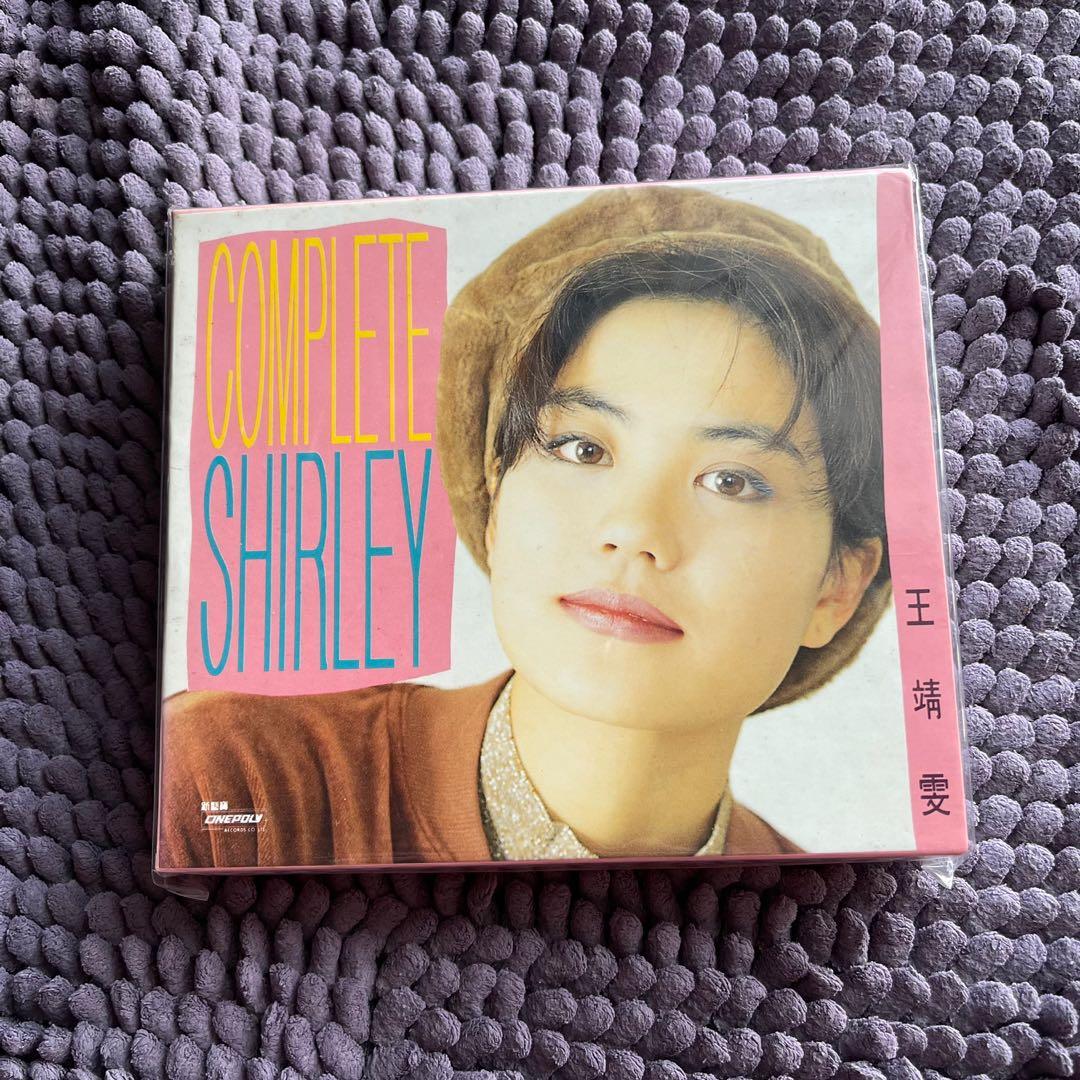 COMPLETE
SHIRLEY
王靖雯
新藝寶
CINEPOLY
RECORDS CO. LTD.